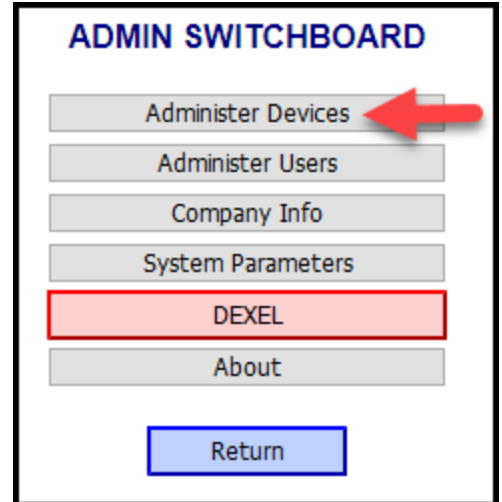 ADMIN SWITCHBOARD
Administer Devices
Administer Users
Company Info
System Parameters
DEXEL
About
Return